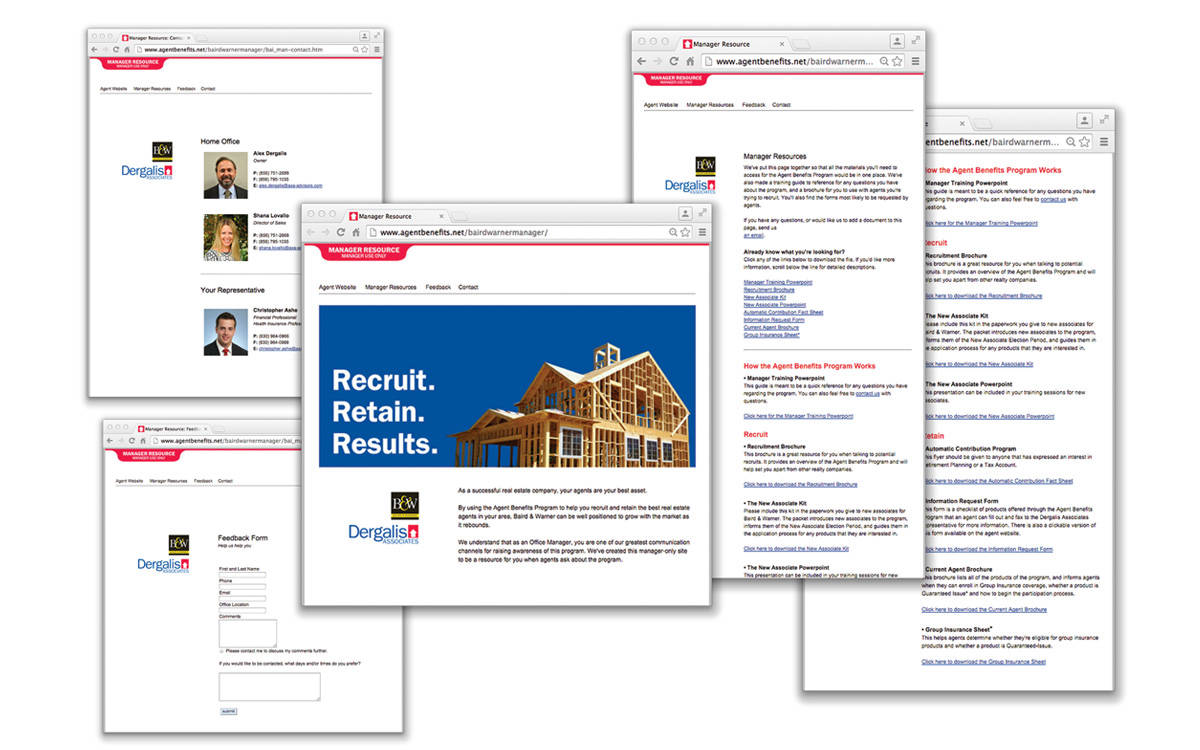 Manager Resource: Conta
www.agentbenefits.net/bairdwarnermanager/bai_man-contact.htm
MANAGER RESOURCE
MANAGER USE ONLY
Agent Website Manager Resources Feedback Contact
B&W
Dergalis
ASSOCIATES
Home Office
Alex Dergalis
Owner
Shana Lovallo
Director of Sales
Your Representative
Christopher Ashe
Financial Professional
Health Insurance Profes
Manager Resource: Feed
www.agentbenefits.net/bairdwarnermanager/bai_m
MANAGER RESOURCE
MANAGER USE ONLY
Agent Website Manager Resources Feedback Contact
B&W
Dergalis
ASSOCIATES
Feedback Form
Help us help you
First and Last Name
Phone
Email
Office Location
Comments
Please contact me to discuss my comments further.
If you would like to be contacted, what days and/or times do you prefer?
submit
Manager Resource
www.agentbenefits.net/bairdwarnermanager/
MANAGER RESOURCE
MANAGER USE ONLY
Agent Website Manager Resources Feedback Contact
Recruit.
Retain.
Results.
B&W
Dergalis
ASSOCIATES
As a successful real estate company, your agents are your best asset.
By using the Agent Benefits Program to help you recruit and retain the best real estate
agents in your area, Baird & Warner can be well positioned to grow with the market as
it rebounds.
We understand that as an Office Manager, you are one of our greatest communication
channels for raising awareness of this program. We've created this manager-only site
to be a resource for you when agents ask about the program.
Manager Resource
www.agentbenefits.net/bairdwarnerm...
MANAGER RESOURCE
MANAGER USE ONLY
Agent Website Manager Resources Feedback Contact
B&W
Dergalis
ASSOCIATES
Manager Resources
We've put this page together so that all the materials you'll need to
access for the Agent Benefits Program would be in one place. We've
also made a training guide to reference for any questions you have
about the program, and a brochure for you to use with agents you're
trying to recruit. You'll also find the forms most likely to be requested by
agents.
If you have any questions, or would like us to add a document to this
page, send us
an email.
Already know what you're looking for?
Click any of the links below to download the file. If you'd like more
information, scroll below the line for detailed descriptions.
Manager Training Powerpoint
Recruitment Brochure
New Associate Kit
New Associate Powerpoint
Automatic Contribution Fact Sheet
Information Request Form
Current Agent Brochure
Group Insurance Sheet*
How the Agent Benefits Program Works
• Manager Training Powerpoint
This guide is meant to be a quick reference for any questions you have
regarding the program. You can also feel free to contact us with
questions.
Click here for the Manager Training Powerpoint
Recruit
• Recruitment Brochure
This brochure is a great resource for you when talking to potential
recruits. It provides an overview of the Agent Benefits Program and will
help set you apart from other realty companies.
Click here to download the Recruitment Brochure
• The New Associate Kit
Please include this kit in the paperwork you give to new associates for
Baird & Warner. The packet introduces new associates to the program,
informs them of the New Associate Election Period, and guides them in
the application process for any products that they are interested in.
Click here to download the New Associate Kit
• The New Associate Powerpoint
This presentation can be included in your training sessions for new
entbenefits.net/bairdwarnerm...
How the Agent Benefits Program Works
Manager Training Powerpoint
his guide is meant to be a quick reference for any questions you have
regarding the program. You can also feel free to contact us with
uestions.
Click here for the Manager Training Powerpoint
Recruit
Recruitment Brochure
his brochure is a great resource for you when talking to potential
ecruits. It provides an overview of the Agent Benefits Program and will
help set you apart from other realty companies.
Click here to download the Recruitment Brochure
The New Associate Kit
Please include this kit in the paperwork you give to new associates for
Baird & Warner. The packet introduces new associates to the program,
informs them of the New Associate Election Period, and guides them in
the application process for any products that they are interested in.
Click here to download the New Associate Kit
The New Associate Powerpoint
his presentation can be included in your training sessions for new
associates.
Click here to download the New Associate Powerpoint
Retain
Automatic Contribution Program
This flyer should be given to anyone that has expressed an interest in
Retirement Planning or a Tax Account.
Click here to download the Automatic Contribution Fact Sheet
Information Request Form
This form is a checklist of products offered through the Agent Benefits
Program that an agent can fill out and fax to the Dergalis Associates
representative for more information. There is also a clickable version of
this form available on the agent website.
Click here to download the Information Request Form
Current Agent Brochure
This brochure lists all of the products of the program, and informs agents
when they can enroll in Group Insurance coverage, whether a product is
Guaranteed Issue* and how to begin the participation process.
Click here to download the Current Agent Brochure
• Group Insurance Sheet*
This helps agents determine whether they're eligible for group insurance
products and whether a product is Guaranteed-Issue.
Click here to download the Group Insurance Sheet